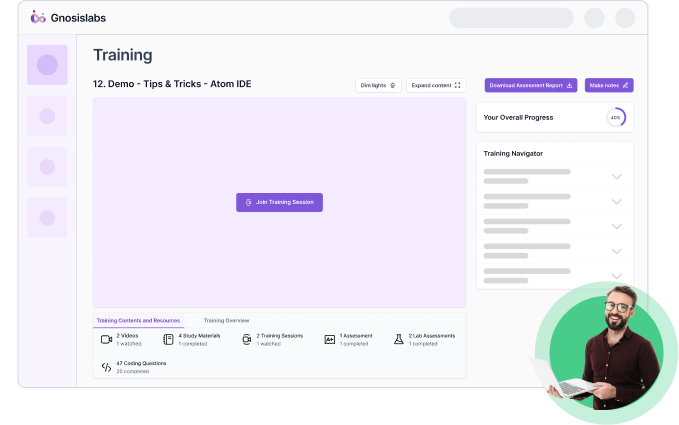 Gnosislabs
Training
12. Demo - Tips & Tricks - Atom IDE
Dim lights
Expand content
Download Assesment Report
Make notes
Your Overall Progress
40%
Training Navigator
Join Training Session
Training Contents and Resources
Training Overview
2 Videos
1 watched
4 Study Materials
1 completed
2 Training Sessions
1 watched
A+
1 Assessment
1 completed
2 Lab Assessments
1 completed
47 Coding Questions
20 completed